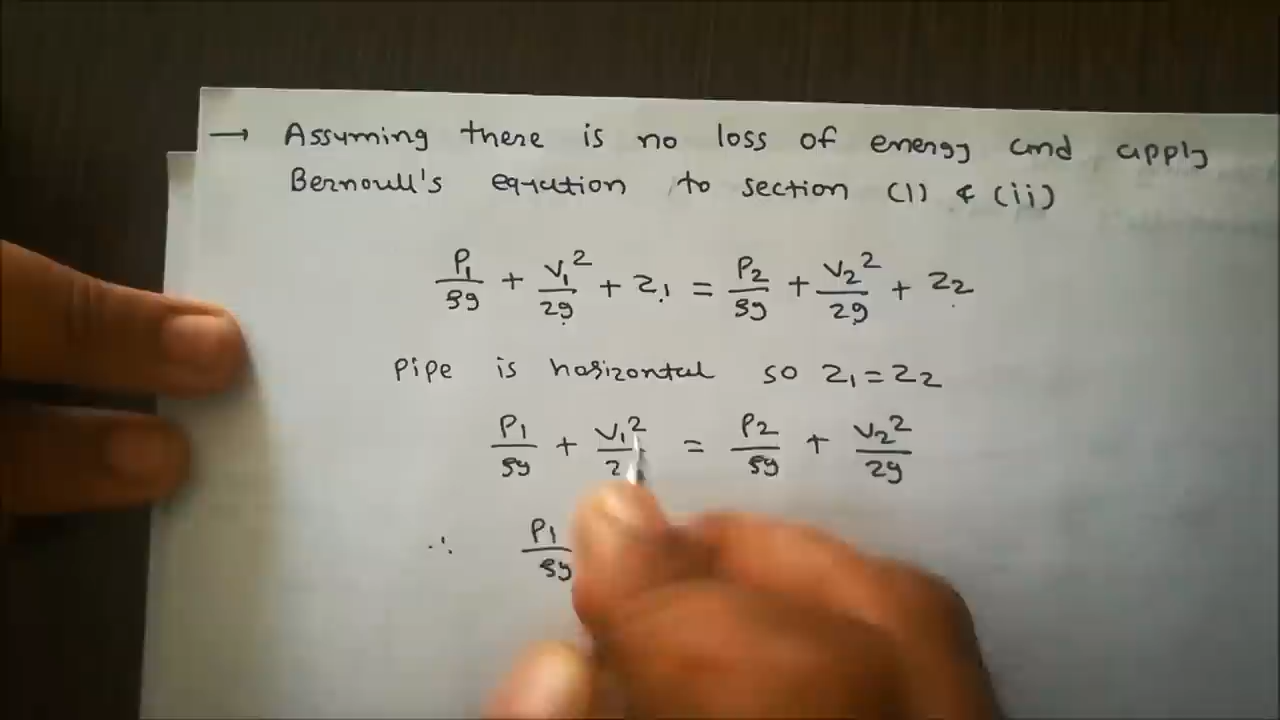 → Assuming there is no loss of energy and apply
Bernoull's equation to section (1) & (ii)
P₁/ρg + V₁²/2g + Z₁ = P₂/ρg + V₂²/2g + Z₂
Pipe is horizontal so Z₁ = Z₂
P₁/ρg + V₁²/2 = P₂/ρg + V₂²/2g
∴ P₁/ρg